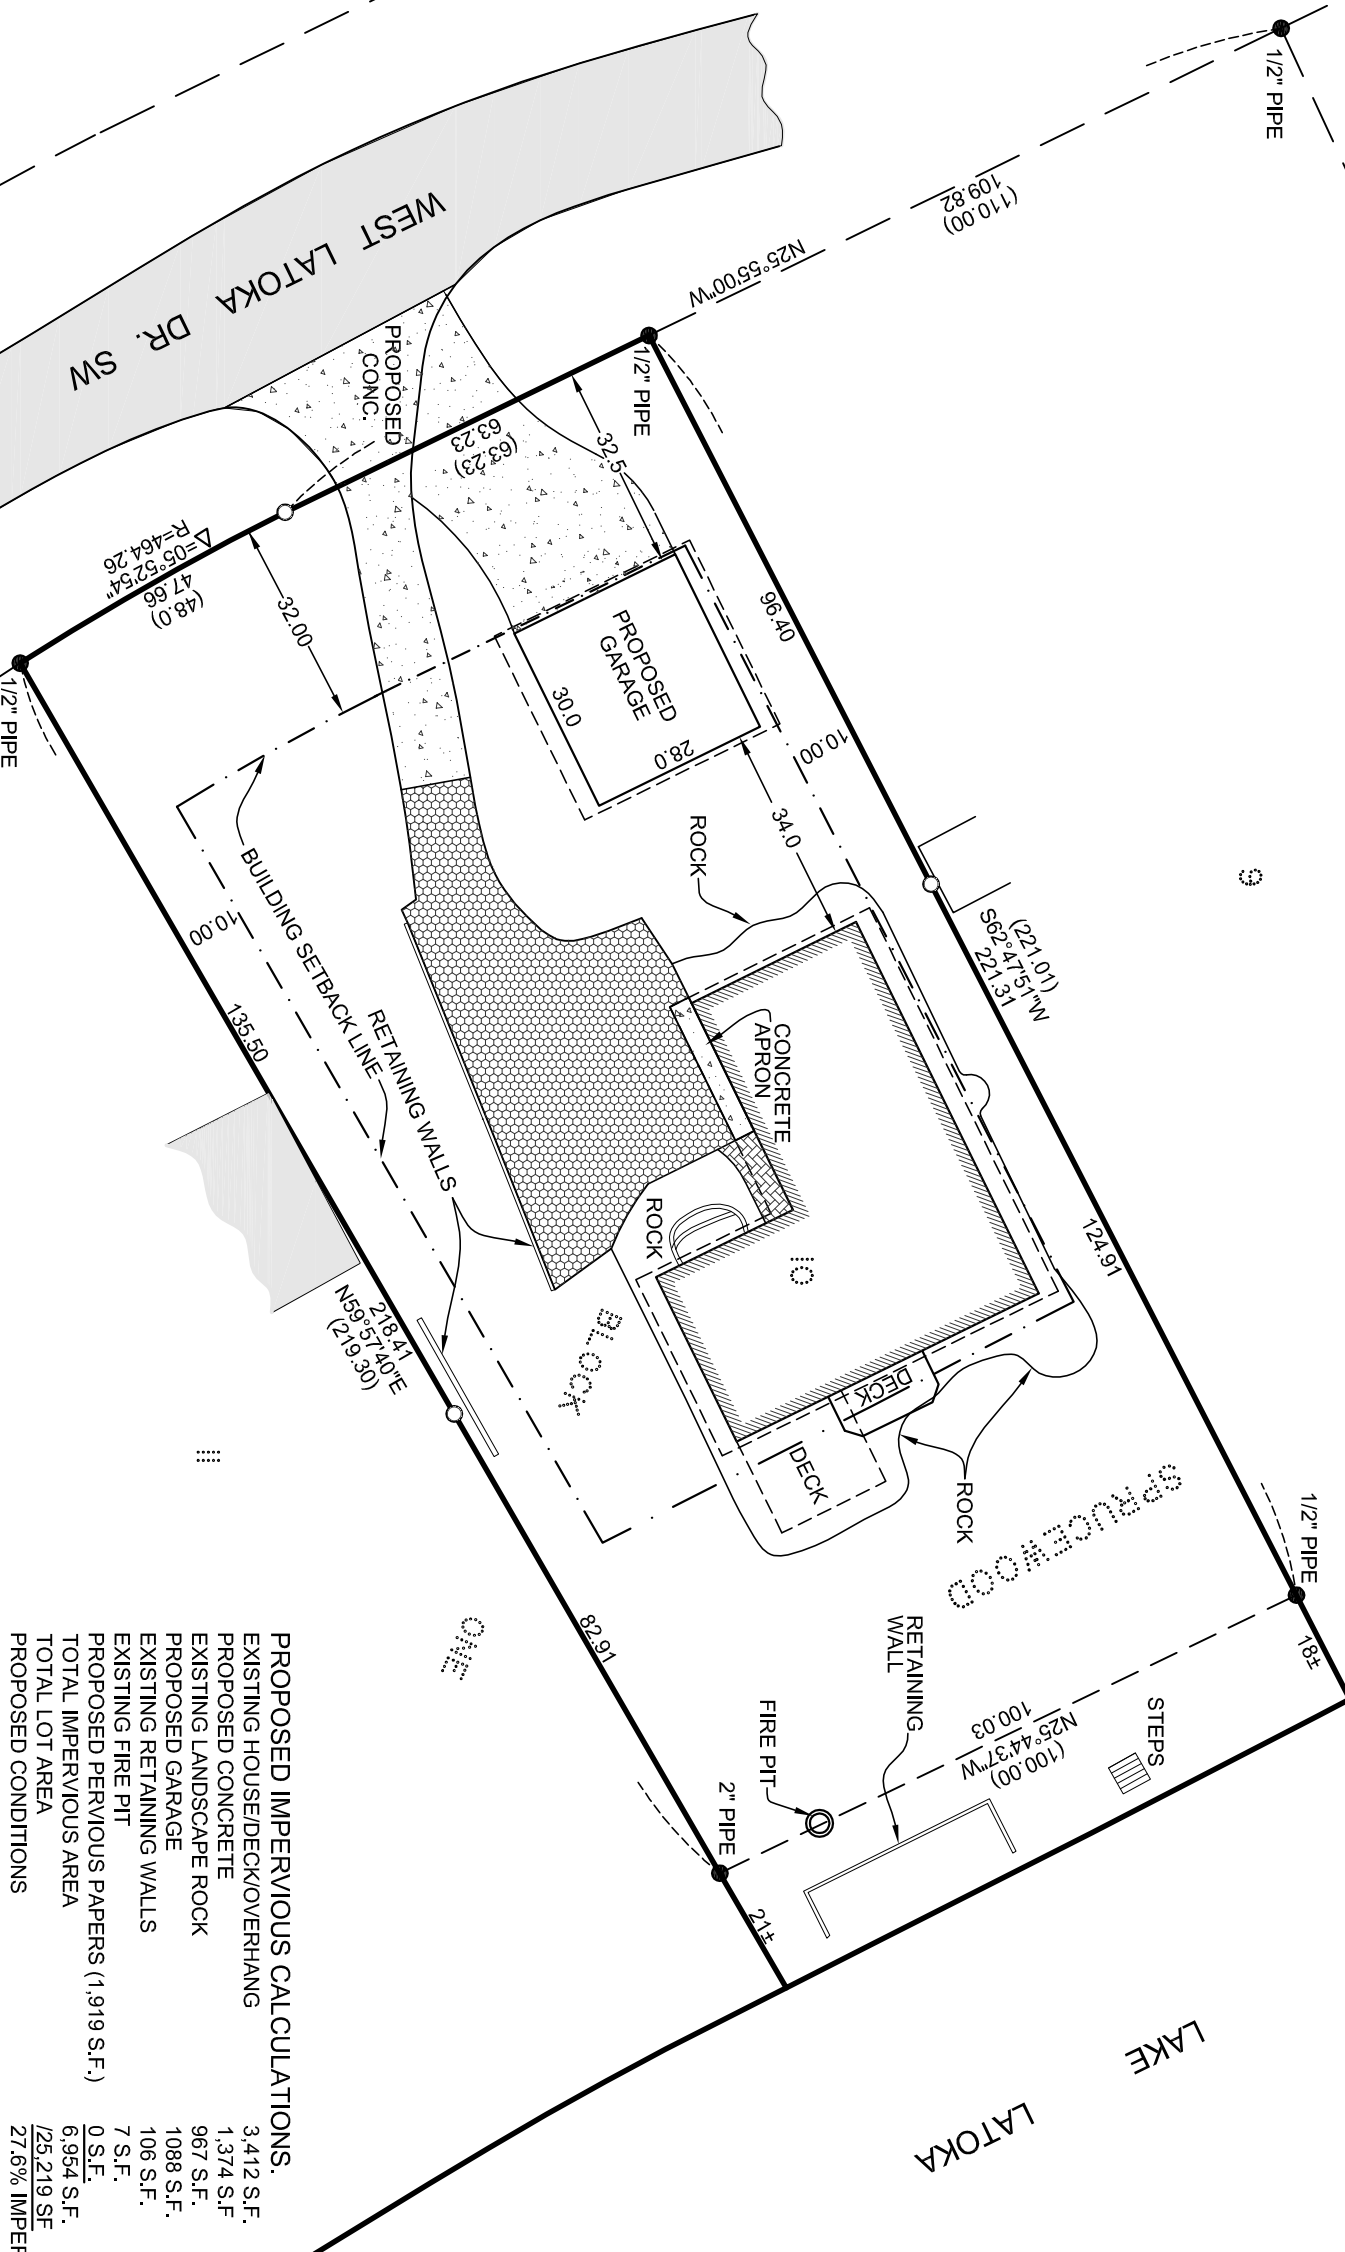 1/2" PIPE
(110.00)
109.82
N25°55'00"W
WEST LATOKA DR. SW
PROPOSED
CONC.
1/2" PIPE
(63.23)
63.23
32.5
Δ=05°52'54"
R=464.26
47.66
(48.0)
32.00
1/2" PIPE
96.40
PROPOSED
GARAGE
30.0
28.0
10.00
34.0
ROCK
9
(221.01)
S62°47'51"W
221.31
BUILDING SETBACK LINE
10.00
RETAINING WALLS
135.50
CONCRETE
APRON
ROCK
10
BLOCK
124.91
218.41
N59°57'40"E
(219.30)
DECK
DECK
ROCK
11
SPRUCEWOOD
1/2" PIPE
18±
ONE
82.91
RETAINING
WALL
STEPS
FIRE PIT
100.03
N25°44'37"W
(100.00)
2" PIPE
21±
LAKE
LATOKA
PROPOSED IMPERVIOUS CALCULATIONS.
EXISTING HOUSE/DECK/OVERHANG 3,412 S.F.
PROPOSED CONCRETE 1,374 S.F
EXISTING LANDSCAPE ROCK 967 S.F.
PROPOSED GARAGE 1088 S.F.
EXISTING RETAINING WALLS 106 S.F.
EXISTING FIRE PIT 7 S.F.
PROPOSED PERVIOUS PAPERS (1,919 S.F.) 0 S.F.
TOTAL IMPERVIOUS AREA 6,954 S.F.
TOTAL LOT AREA /25,219 SF
PROPOSED CONDITIONS 27.6% IMPER